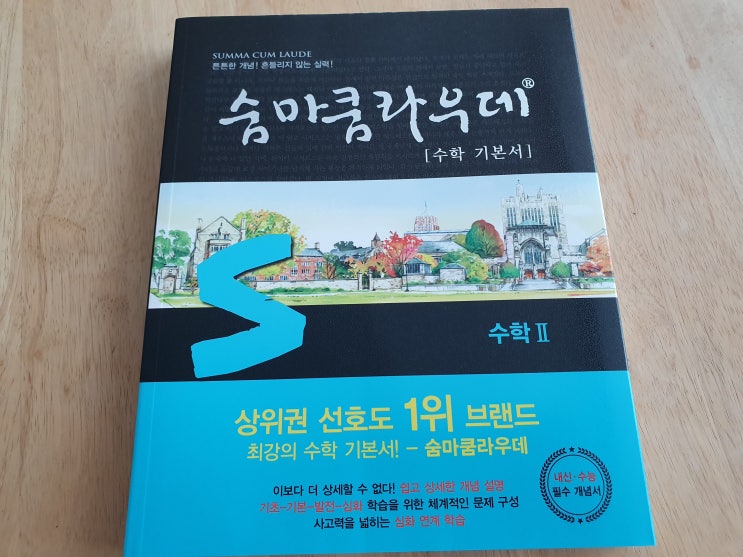 SUMMA CUM LAUDE
튼튼한 개념! 흔들리지 않는 실력!
숨마쿰라우데®
[수학 기본서]
S
수학 Ⅱ
상위권 선호도 1위 브랜드
최강의 수학 기본서! - 숨마쿰라우데
이보다 더 상세할 수 없다! 쉽고 상세한 개념 설명
기초-기본-발전-심화 학습을 위한 체계적인 문제 구성
사고력을 넓히는 심화 연계 학습
내신·수능
필수 개념서